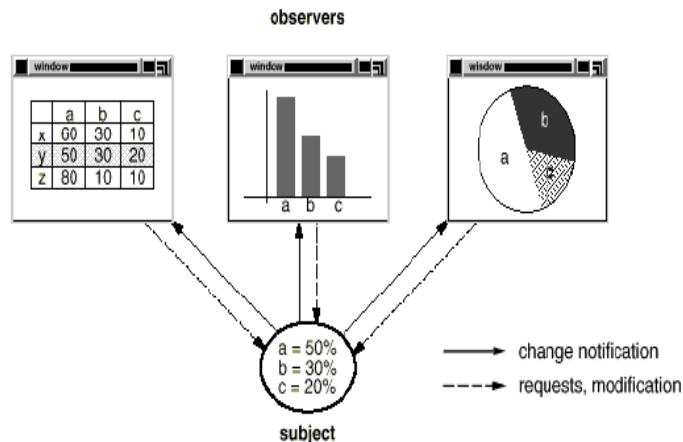 observers
window
window
wisdow
a b c
x 60 30 10
y 50 30 20
z 80 10 10
a b c
a
b
c
a = 50%
b = 30%
c = 20%
subject
change notification
requests, modification